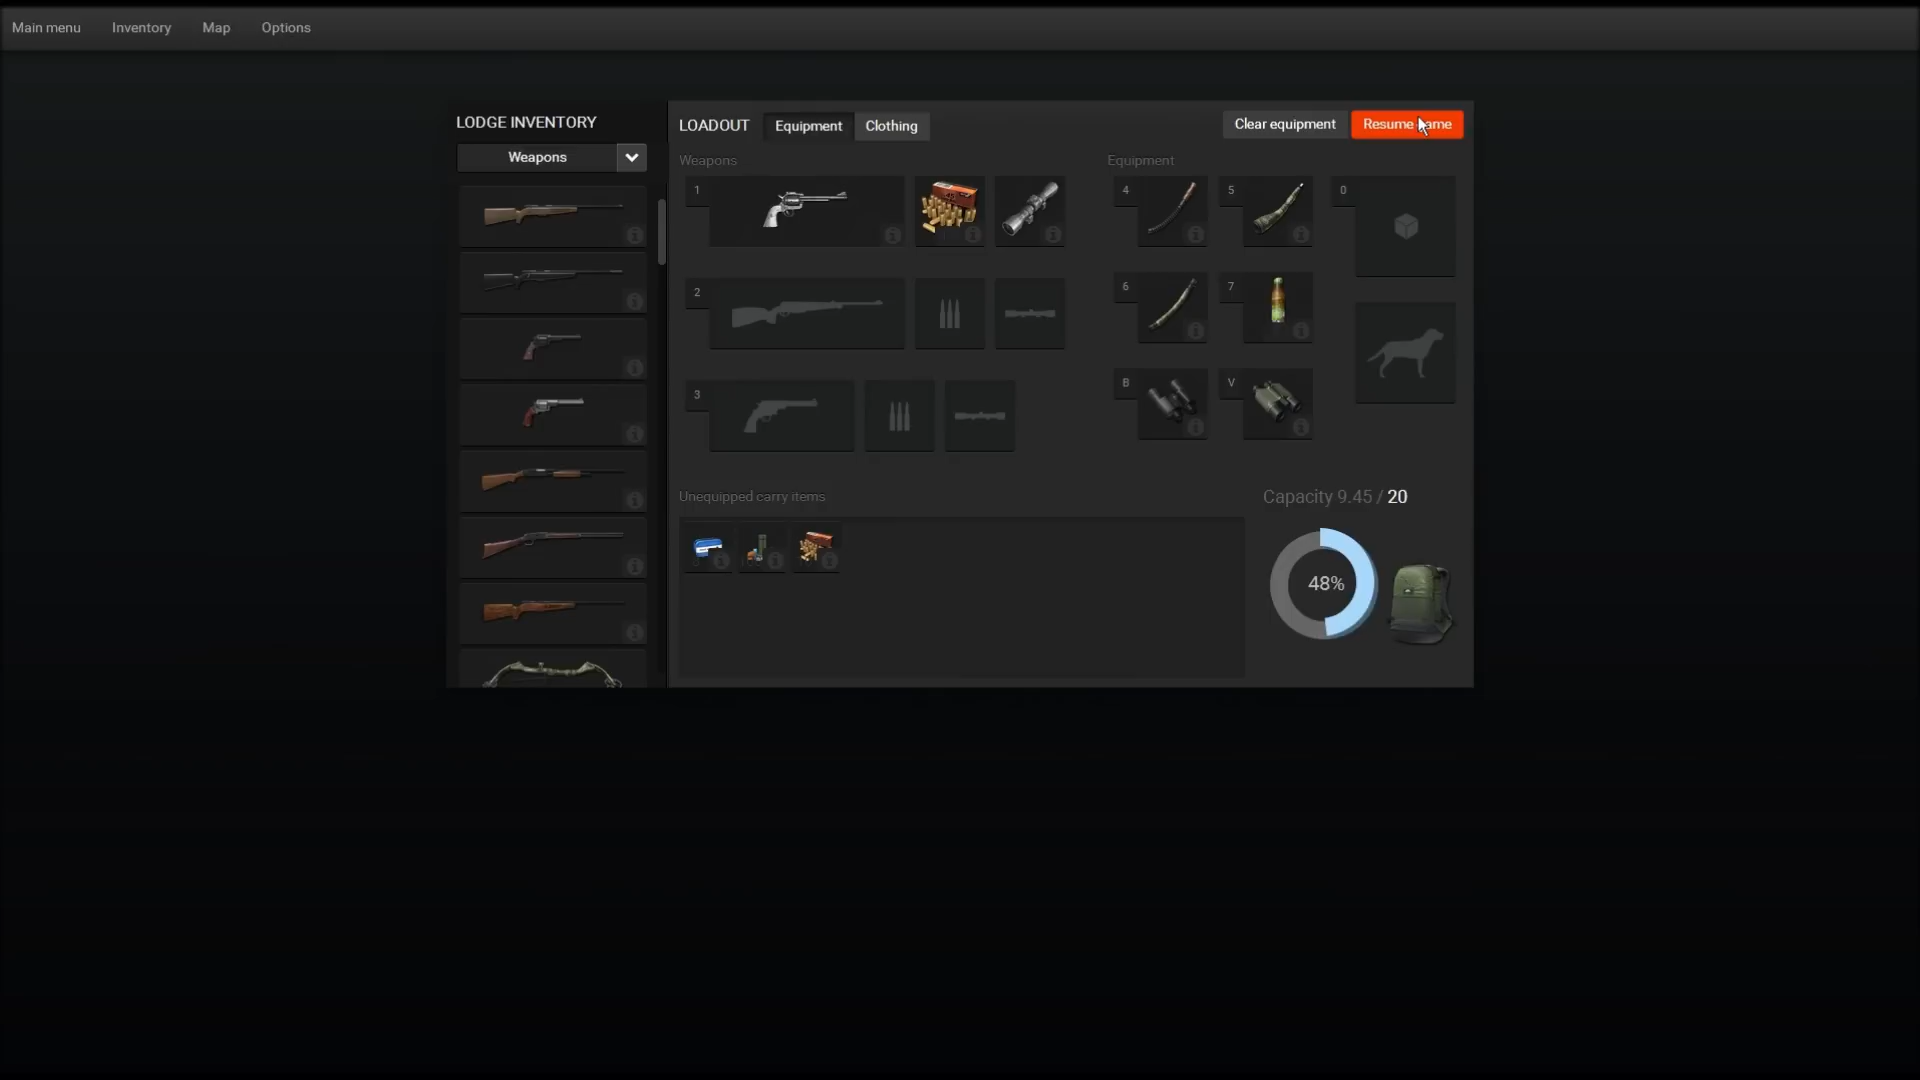 Main menu Inventory Map Options
LODGE INVENTORY
Weapons
LOADOUT Equipment Clothing
Clear equipment Resume
Weapons
Equipment
1
2
3
4 5 0
6 7
B V
Unequipped carry items
Capacity 9.45 / 20
48%